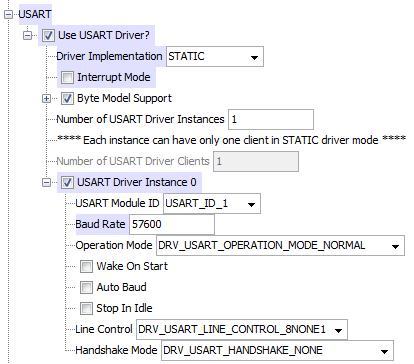 USART
Use USART Driver?
Driver Implementation STATIC
Interrupt Mode
Byte Model Support
Number of USART Driver Instances 1
**** Each instance can have only one client in STATIC driver mode ****
Number of USART Driver Clients 1
USART Driver Instance 0
USART Module ID USART_ID_1
Baud Rate 57600
Operation Mode DRV_USART_OPERATION_MODE_NORMAL
Wake On Start
Auto Baud
Stop In Idle
Line Control DRV_USART_LINE_CONTROL_8NONE1
Handshake Mode DRV_USART_HANDSHAKE_NONE